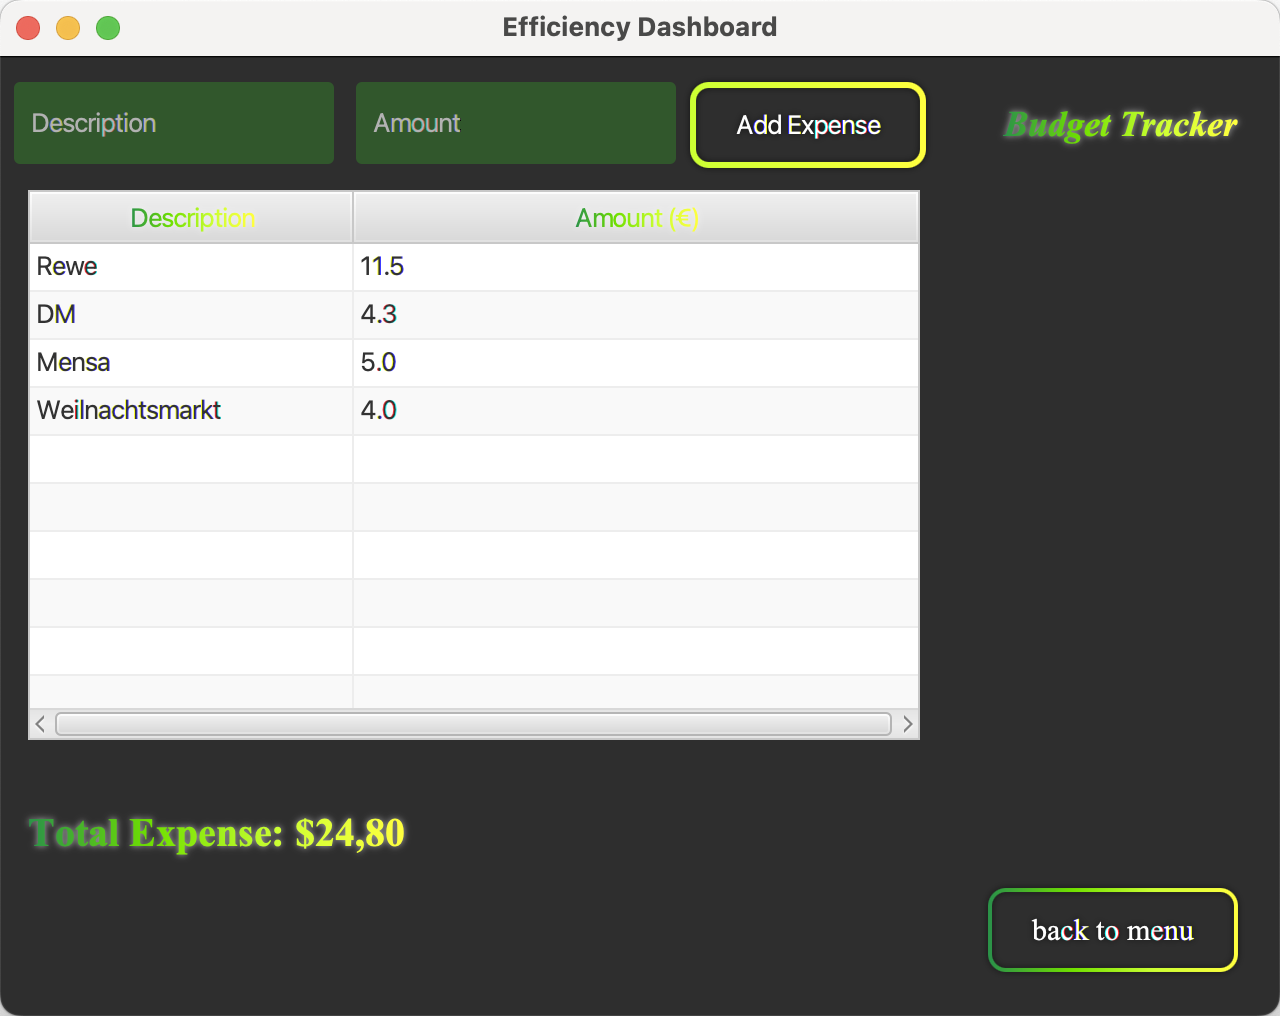 Efficiency Dashboard
Description Amount Add Expense Budget Tracker
Description Amount (€)
Rewe 11.5
DM 4.3
Mensa 5.0
Weilnachtsmarkt 4.0
Total Expense: $24,80
back to menu